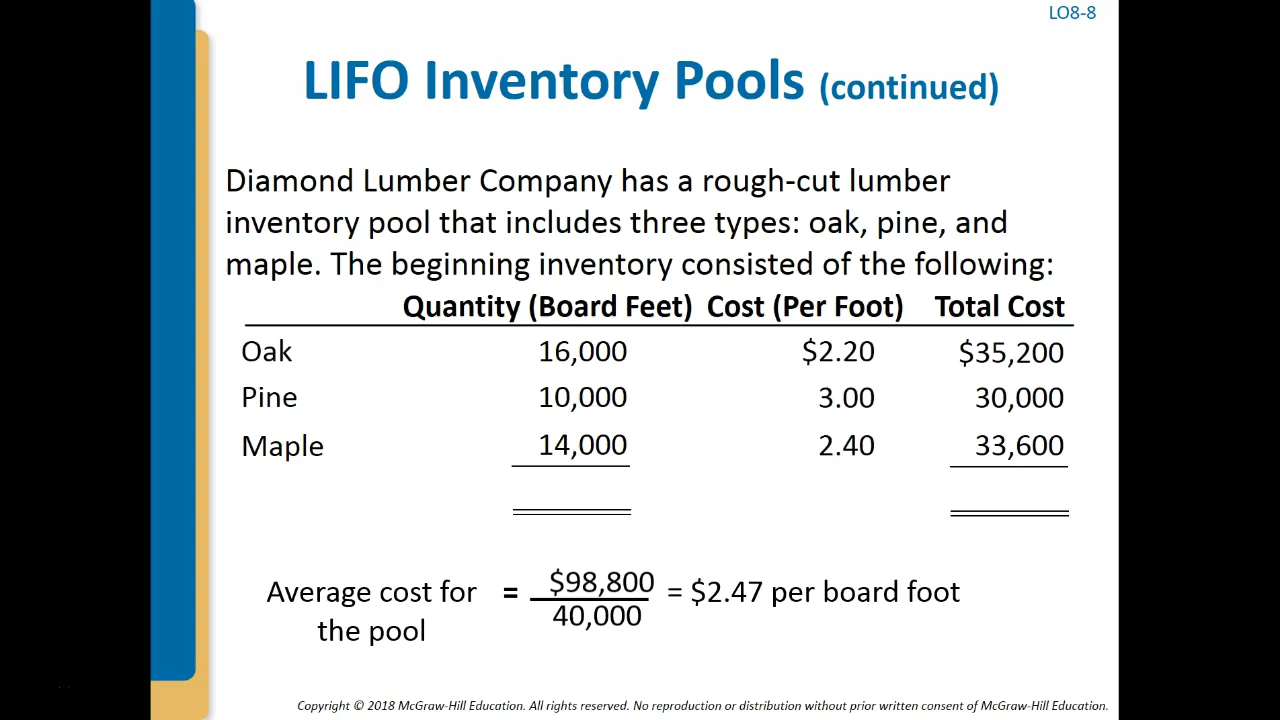 LO8-8
LIFO Inventory Pools (continued)
Diamond Lumber Company has a rough-cut lumber
inventory pool that includes three types: oak, pine, and
maple. The beginning inventory consisted of the following:
Quantity (Board Feet) Cost (Per Foot) Total Cost
Oak 16,000 $2.20 $35,200
Pine 10,000 3.00 30,000
Maple 14,000 2.40 33,600
Average cost for the pool = $98,800 / 40,000 = $2.47 per board foot
Copyright © 2018 McGraw-Hill Education. All rights reserved. No reproduction or distribution without prior written consent of McGraw-Hill Education.